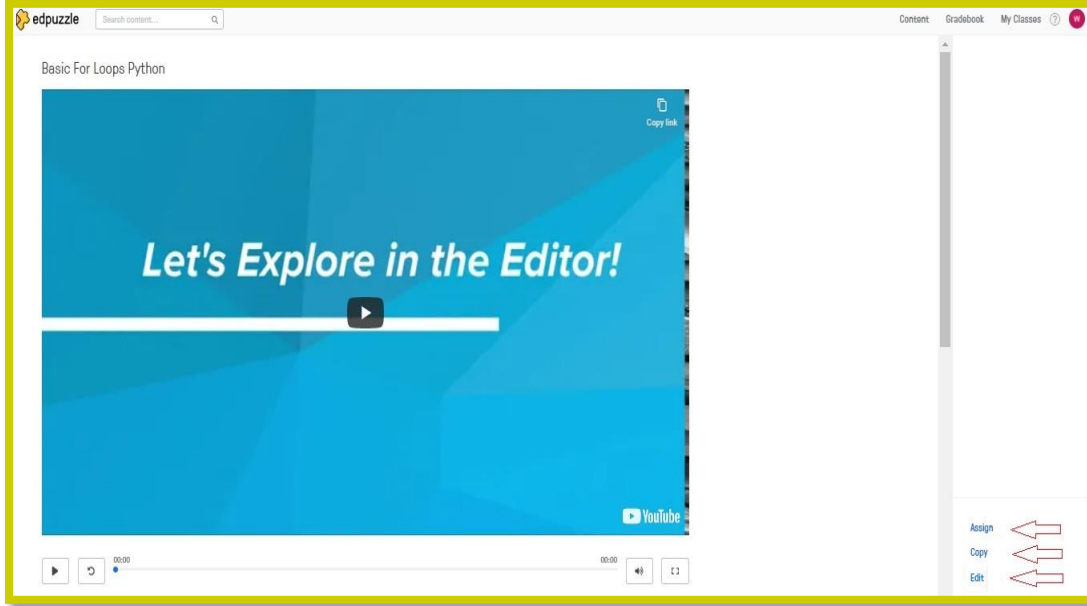 edpuzzle
Search content...
Content Gradebook My Classes ? W
Basic For Loops Python
Copy link
Let's Explore in the Editor!
YouTube
00:00 00:00
Assign
Copy
Edit